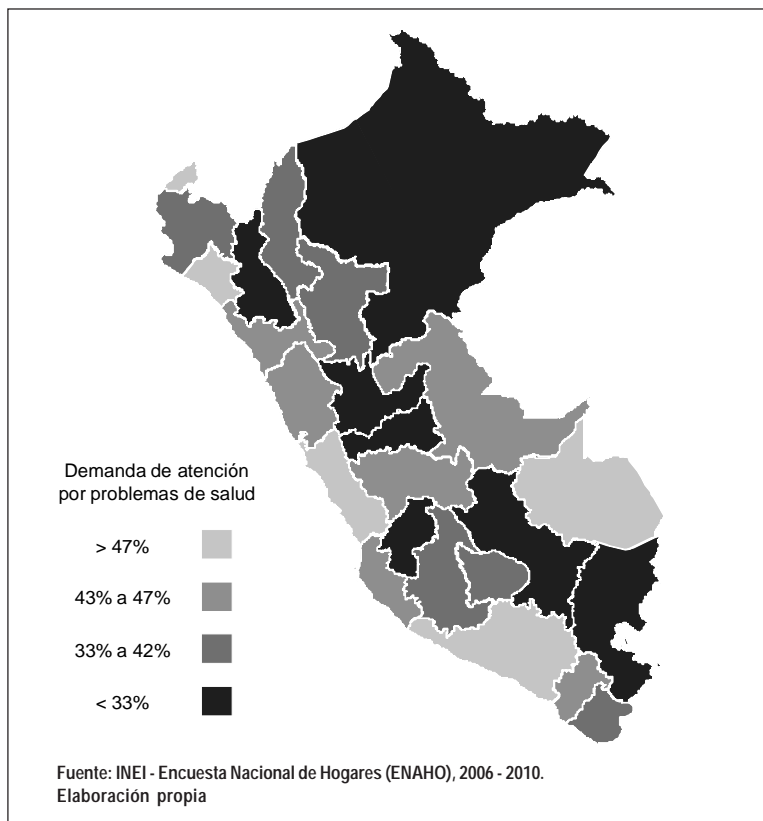 Demanda de atención
por problemas de salud
> 47%
43% a 47%
33% a 42%
< 33%
Fuente: INEI - Encuesta Nacional de Hogares (ENAHO), 2006 - 2010.
Elaboración propia